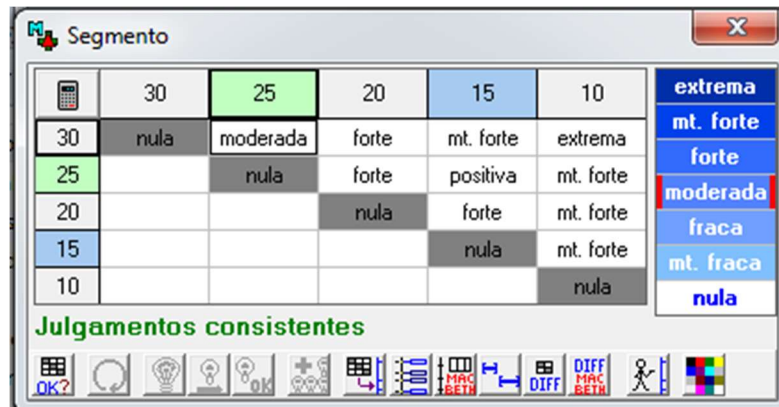 Segmento
30 25 20 15 10 extrema
mt. forte
30 nula moderada forte mt. forte extrema
forte
25 nula forte positiva mt. forte
moderada
20 nula forte mt. forte
fraca
15 nula mt. forte
mt. fraca
10 nula
nula
Julgamentos consistentes
OK? OK MAC BETH DIFF DIFF MAC BETH